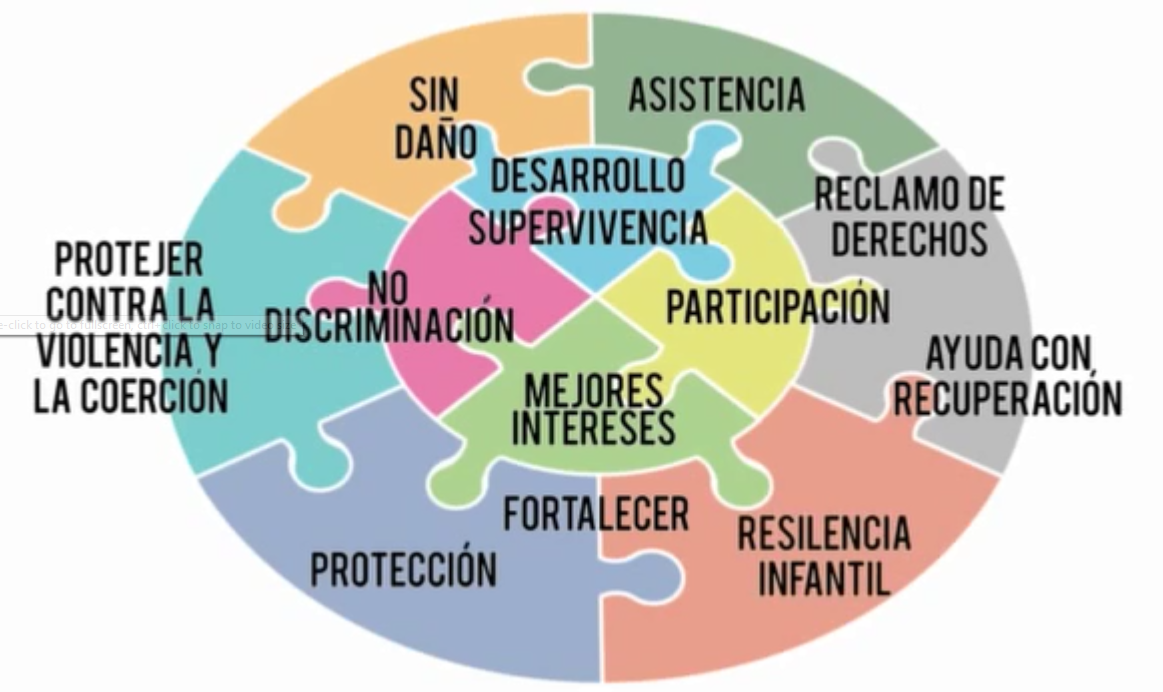 SIN
DAÑO
ASISTENCIA
DESARROLLO
SUPERVIVENCIA
RECLAMO DE
DERECHOS
PROTEJER
CONTRA LA
VIOLENCIA Y
LA COERCIÓN
NO
DISCRIMINACIÓN
PARTICIPACIÓN
AYUDA CON
RECUPERACIÓN
MEJORES
INTERESES
FORTALECER
PROTECCIÓN
RESILENCIA
INFANTIL